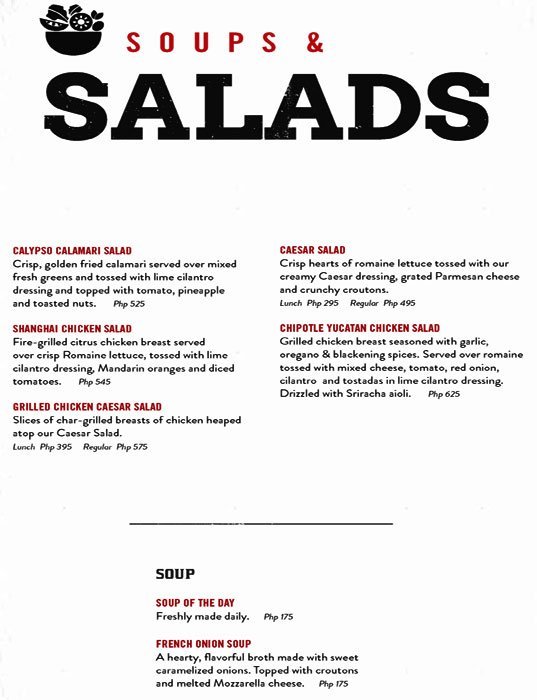 SOUPS &
SALADS
CALYPSO CALAMARI SALAD
Crisp, golden fried calamari served over mixed
fresh greens and tossed with lime cilantro
dressing and topped with tomato, pineapple
and toasted nuts. Php 525
SHANGHAI CHICKEN SALAD
Fire-grilled citrus chicken breast served
over crisp Romaine lettuce, tossed with lime
cilantro dressing, Mandarin oranges and diced
tomatoes. Php 545
GRILLED CHICKEN CAESAR SALAD
Slices of char-grilled breasts of chicken heaped
atop our Caesar Salad.
Lunch Php 395 Regular Php 575
CAESAR SALAD
Crisp hearts of romaine lettuce tossed with our
creamy Caesar dressing, grated Parmesan cheese
and crunchy croutons.
Lunch Php 295 Regular Php 495
CHIPOTLE YUCATAN CHICKEN SALAD
Grilled chicken breast seasoned with garlic,
oregano & blackening spices. Served over romaine
tossed with mixed cheese, tomato, red onion,
cilantro and tostadas in lime cilantro dressing.
Drizzled with Sriracha aioli. Php 625
SOUP
SOUP OF THE DAY
Freshly made daily. Php 175
FRENCH ONION SOUP
A hearty, flavorful broth made with sweet
caramelized onions. Topped with croutons
and melted Mozzarella cheese. Php 175